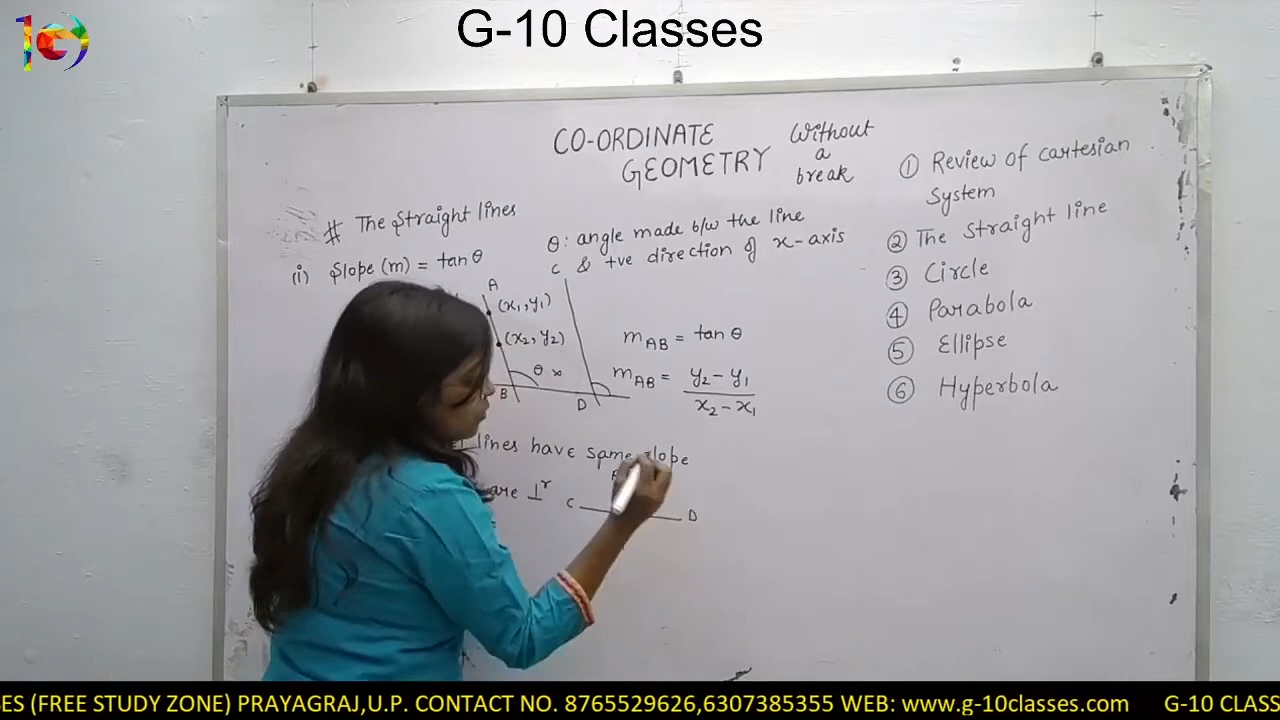 G-10 Classes
CO-ORDINATE
GEOMETRY
Without
a
break
# The Straight lines
(i) Slope (m) = tan θ
θ : angle made b/w the line
& +ve direction of x-axis
A
C
(x₁, y₁)
(x₂, y₂)
θ
B
D
m_AB = tan θ
m_AB = y₂ - y₁
x₂ - x₁
lines have same slope
are ⊥ʳ
C
D
① Review of cartesian
System
② The Straight line
③ Circle
④ Parabola
⑤ Ellipse
⑥ Hyperbola
SES (FREE STUDY ZONE) PRAYAGRAJ,U.P. CONTACT NO. 8765529626,6307385355 WEB: www.g-10classes.com G-10 CLASS